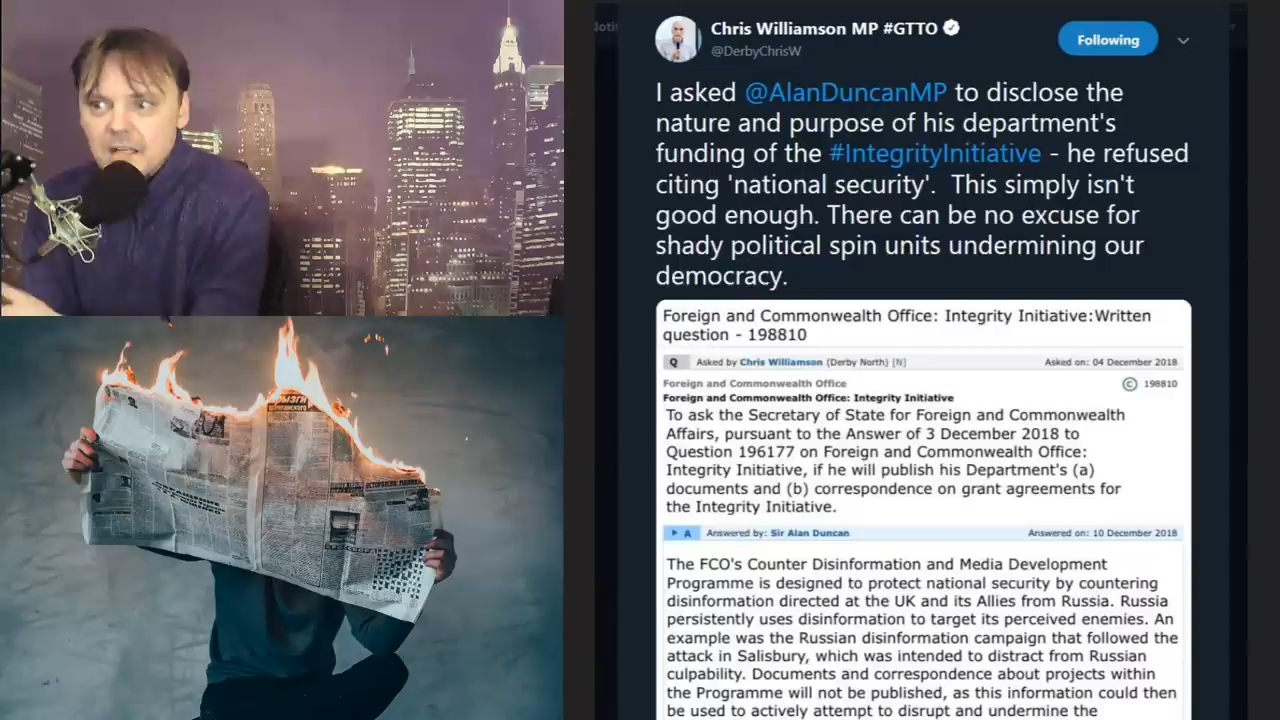 Chris Williamson MP #GTTO
@DerbyChrisW
Following
I asked @AlanDuncanMP to disclose the
nature and purpose of his department's
funding of the #IntegrityInitiative - he refused
citing 'national security'.  This simply isn't
good enough. There can be no excuse for
shady political spin units undermining our
democracy.
Foreign and Commonwealth Office: Integrity Initiative:Written
question - 198810
Q Asked by Chris Williamson (Derby North) [N] Asked on: 04 December 2018
Foreign and Commonwealth Office 198810
Foreign and Commonwealth Office: Integrity Initiative
To ask the Secretary of State for Foreign and Commonwealth
Affairs, pursuant to the Answer of 3 December 2018 to
Question 196177 on Foreign and Commonwealth Office:
Integrity Initiative, if he will publish his Department's (a)
documents and (b) correspondence on grant agreements for
the Integrity Initiative.
A Answered by: Sir Alan Duncan Answered on: 10 December 2018
The FCO's Counter Disinformation and Media Development
Programme is designed to protect national security by countering
disinformation directed at the UK and its Allies from Russia. Russia
persistently uses disinformation to target its perceived enemies. An
example was the Russian disinformation campaign that followed the
attack in Salisbury, which was intended to distract from Russian
culpability. Documents and correspondence about projects within
the Programme will not be published, as this information could then
be used to actively attempt to disrupt and undermine the